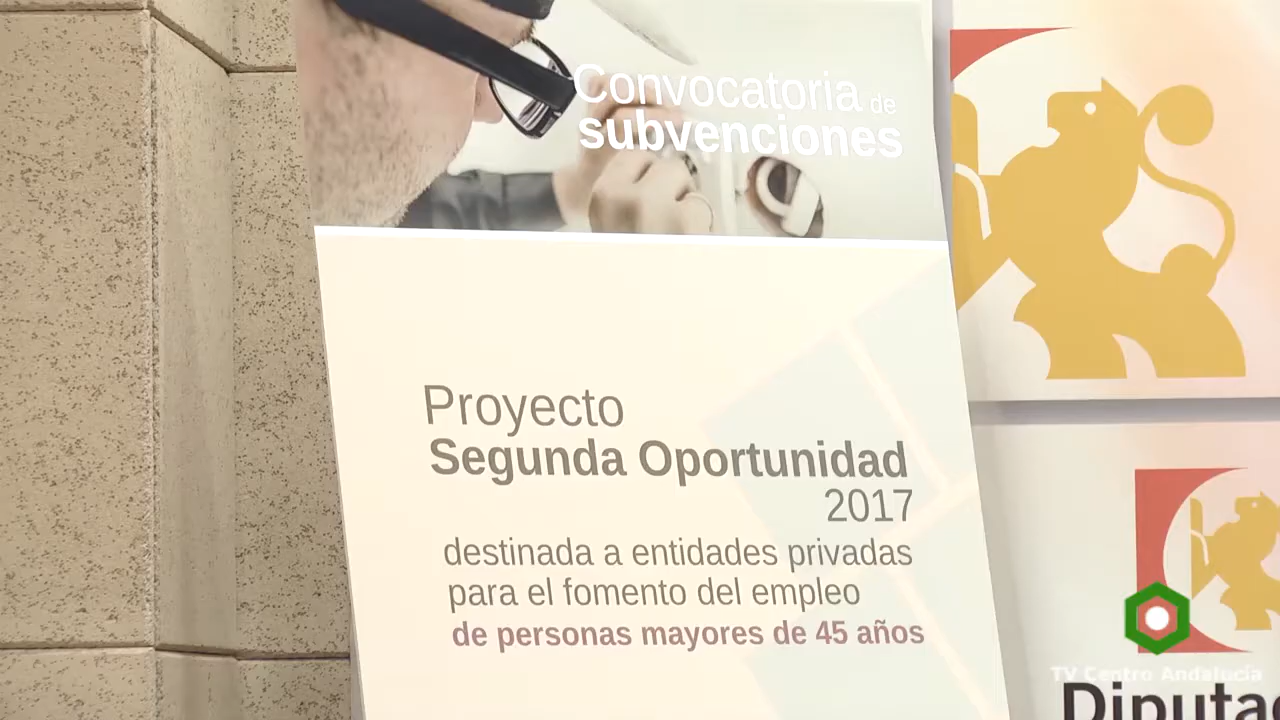 Convocatoria de
subvenciones
Proyecto
Segunda Oportunidad
2017
destinada a entidades privadas
para el fomento del empleo
de personas mayores de 45 años
TV Centro Andalucía